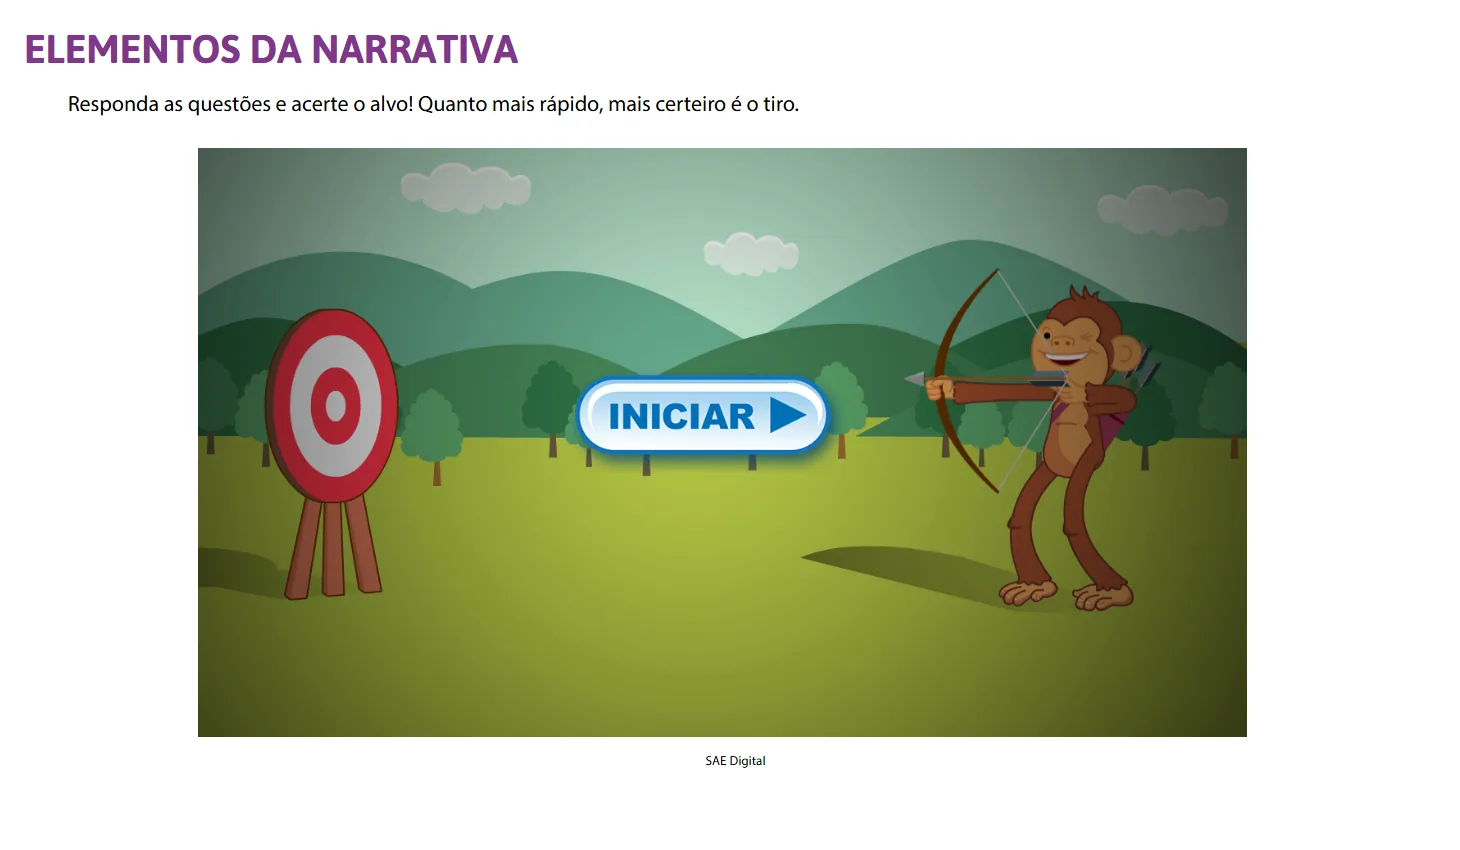 ELEMENTOS DA NARRATIVA
Responda as questões e acerte o alvo! Quanto mais rápido, mais certeiro é o tiro.
INICIAR
SAE Digital